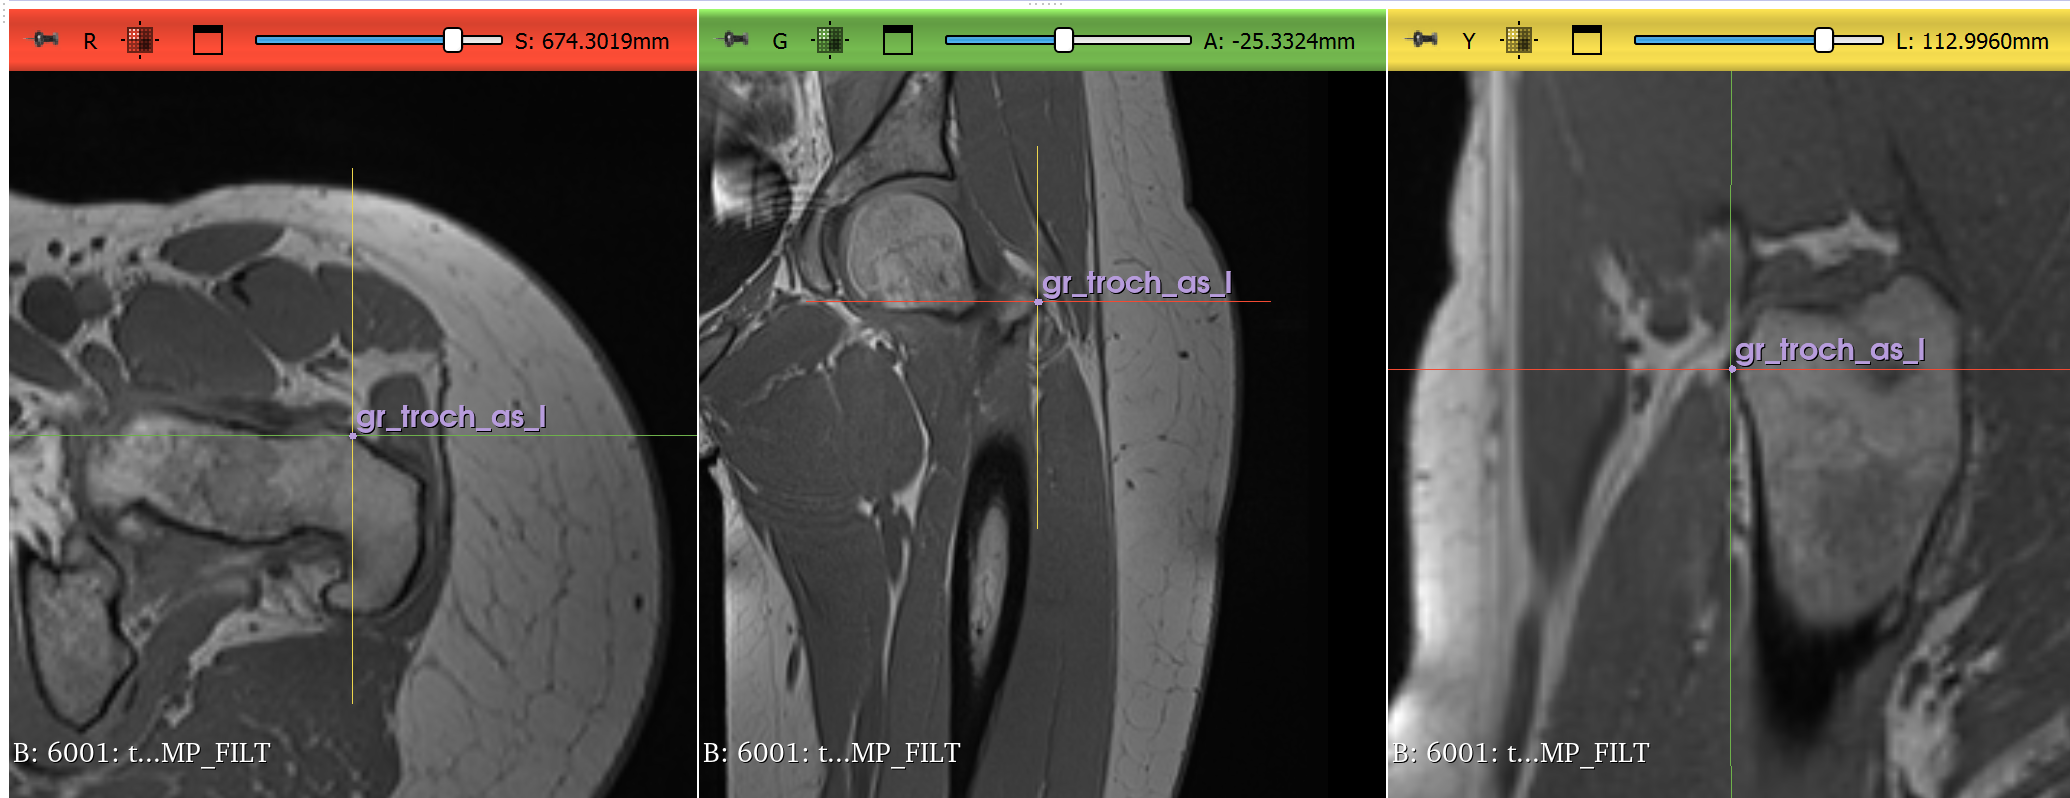 R S: 674.3019mm
G A: -25.3324mm
Y L: 112.9960mm
gr_troch_as_l
gr_troch_as_l
gr_troch_as_l
B: 6001: t...MP_FILT
B: 6001: t...MP_FILT
B: 6001: t...MP_FILT